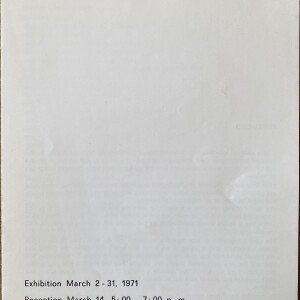 Exhibition March 2 - 31, 1971
Reception March 14, 5:00 - 7:00 p. m.